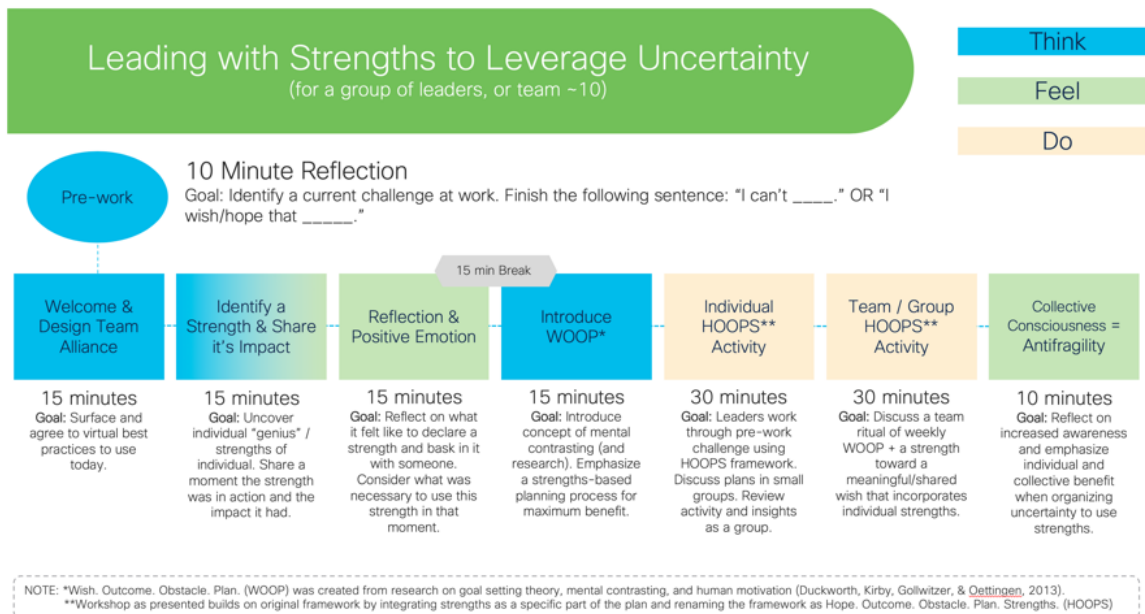 Leading with Strengths to Leverage Uncertainty
(for a group of leaders, or team ~10)
Think
Feel
Do
Pre-work
10 Minute Reflection
Goal: Identify a current challenge at work. Finish the following sentence: “I can’t ____.” OR “I
wish/hope that _____.”
15 min Break
Welcome &
Design Team
Alliance
15 minutes
Goal: Surface and
agree to virtual best
practices to use
today.
Identify a
Strength & Share
it’s Impact
15 minutes
Goal: Uncover
individual “genius” /
strengths of
individual. Share a
moment the strength
was in action and the
impact it had.
Reflection &
Positive Emotion
15 minutes
Goal: Reflect on what
it felt like to declare a
strength and bask in it
with someone.
Consider what was
necessary to use this
strength in that
moment.
Introduce
WOOP*
15 minutes
Goal: Introduce
concept of mental
contrasting (and
research). Emphasize
a strengths-based
planning process for
maximum benefit.
Individual
HOOPS**
Activity
30 minutes
Goal: Leaders work
through pre-work
challenge using
HOOPS framework.
Discuss plans in small
groups. Review
activity and insights
as a group.
Team / Group
HOOPS**
Activity
30 minutes
Goal: Discuss a team
ritual of weekly
WOOP + a strength
toward a
meaningful/shared
wish that incorporates
individual strengths.
Collective
Consciousness =
Antifragility
10 minutes
Goal: Reflect on
increased awareness
and emphasize
individual and
collective benefit
when organizing
uncertainty to use
strengths.
NOTE: *Wish. Outcome. Obstacle. Plan. (WOOP) was created from research on goal setting theory, mental contrasting, and human motivation (Duckworth, Kirby, Gollwitzer, & Oettingen, 2013).
**Workshop as presented builds on original framework by integrating strengths as a specific part of the plan and renaming the framework as Hope. Outcome. Obstacle. Plan. Strengths. (HOOPS)